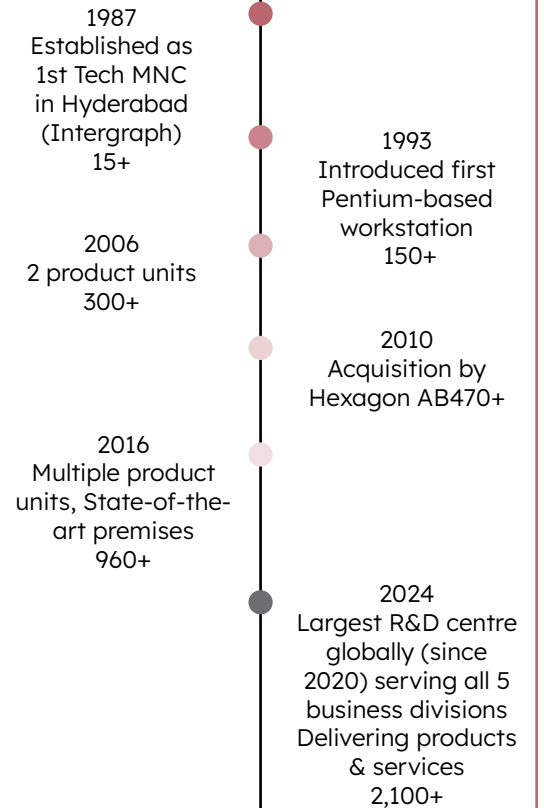 1987
Established as
1st Tech MNC
in Hyderabad
(Intergraph)
15+
1993
Introduced first
Pentium-based
workstation
150+
2006
2 product units
300+
2010
Acquisition by
Hexagon AB470+
2016
Multiple product
units, State-of-the-
art premises
960+
2024
Largest R&D centre
globally (since
2020) serving all 5
business divisions
Delivering products
& services
2,100+